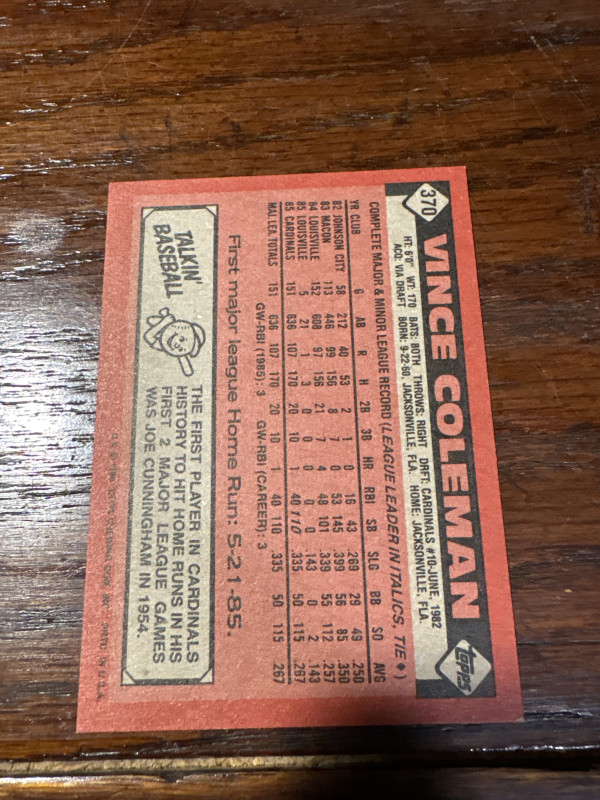 370
VINCE COLEMAN
Topps
HT: 6'0" WT: 170 BATS: BOTH THROWS: RIGHT DRFT: CARDINALS #10-JUNE, 1982
ACQ: VIA DRAFT BORN: 9-22-60, JACKSONVILLE, FLA. HOME: JACKSONVILLE, FLA.
COMPLETE MAJOR & MINOR LEAGUE RECORD (LEAGUE LEADER IN ITALICS, TIE ♦)
YR CLUB G AB R H 2B 3B HR RBI SB SLG BB SO AVG
82 JOHNSON CITY 58 212 40 53 2 1 0 16 43 .269 29 49 .250
83 MACON 113 446 99 156 8 7 0 53 145 .399 56 85 .350
84 LOUISVILLE 152 608 97 156 21 7 4 48 101 .339 55 112 .257
85 LOUISVILLE 5 21 1 3 0 0 0 0 0 .143 0 2 .143
85 CARDINALS 151 636 107 170 20 10 1 40 110 .335 50 115 .267
MAJ. LEA. TOTALS 151 636 107 170 20 10 1 40 110 .335 50 115 .267
GW-RBI (1985): 3 GW-RBI (CAREER): 3
First major league Home Run: 5-21-85.
TALKIN'
BASEBALL
THE FIRST PLAYER IN CARDINALS
HISTORY TO HIT HOME RUNS IN HIS
FIRST 2 MAJOR LEAGUE GAMES
WAS JOE CUNNINGHAM IN 1954.
TOPPS CHEWING GUM, INC. PRTD. IN U.S.A.